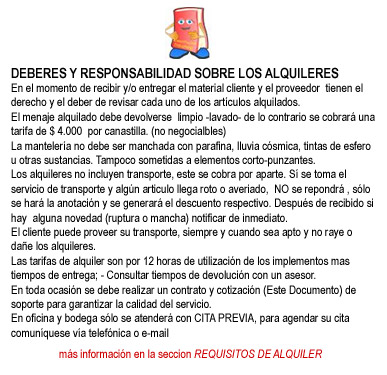 DEBERES Y RESPONSABILIDAD SOBRE LOS ALQUILERES
En el momento de recibir y/o entregar el material cliente y el proveedor tienen el
derecho y el deber de revisar cada uno de los articulos alquilados.
El menaje alquilado debe devolverse limpio -lavado- de lo contrario se cobrará una
tarifa de $ 4.000 por canastilla. (no negocialbles)
La mantelería no debe ser manchada con parafina, lluvia cósmica, tintas de esfero
u otras sustancias. Tampoco sometidas a elementos corto-punzantes.
Los alquileres no incluyen transporte, este se cobra por aparte. Sí se toma el
servicio de transporte y algún articulo llega roto o averiado, NO se repondrá , sólo
se hará la anotación y se generará el descuento respectivo. Después de recibido si
hay alguna novedad (ruptura o mancha) notificar de inmediato.
El cliente puede proveer su transporte, siempre y cuando sea apto y no raye o
dañe los alquileres.
Las tarifas de alquiler son por 12 horas de utilización de los implementos mas
tiempos de entrega; - Consultar tiempos de devolución con un asesor.
En toda ocasión se debe realizar un contrato y cotización (Este Documento) de
soporte para garantizar la calidad del servicio.
En oficina y bodega sólo se atenderá con CITA PREVIA, para agendar su cita
comuníquese vía telefónica o e-mail
más información en la seccion REQUISITOS DE ALQUILER